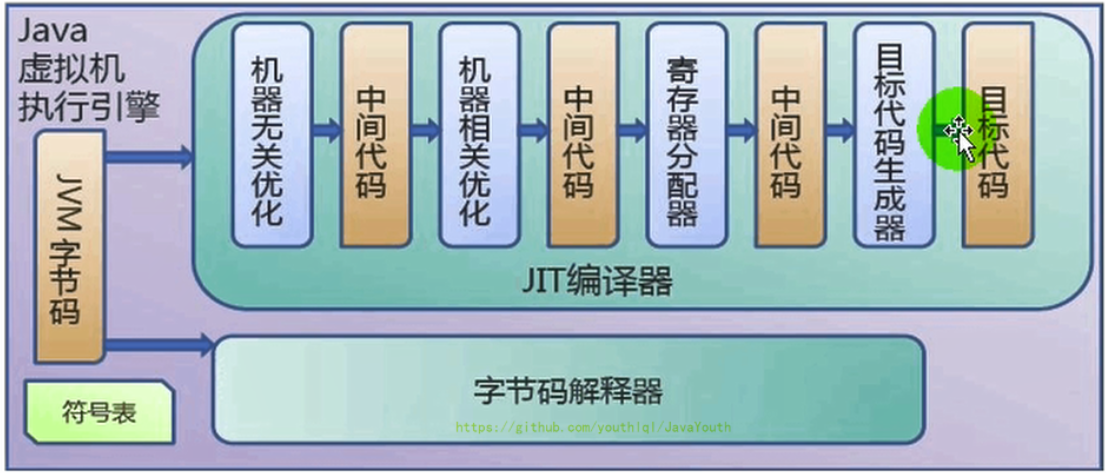 Java
虚拟机
执行引擎
JVM字节码
符号表
机器无关优化
中间代码
机器相关优化
中间代码
寄存器分配器
中间代码
目标代码生成器
目标代码
JIT编译器
字节码解释器
https://github.com/youthlql/JavaYouth